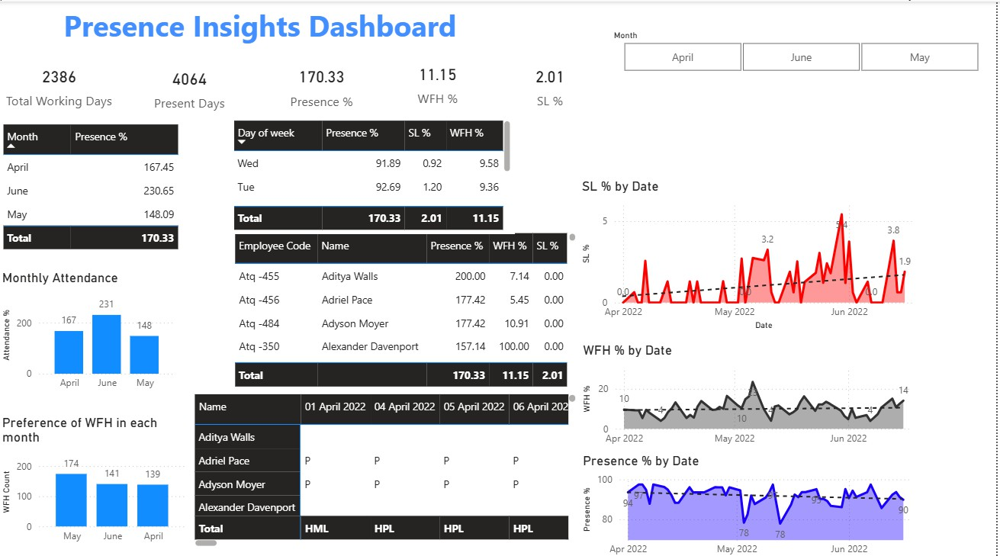 Presence Insights Dashboard
Month
April June May
2386 4064 170.33 11.15 2.01
Total Working Days Present Days Presence % WFH % SL %
Month Presence %
April 167.45
June 230.65
May 148.09
Total 170.33
Day of week Presence % SL % WFH %
Wed 91.89 0.92 9.58
Tue 92.69 1.20 9.36
Total 170.33 2.01 11.15
Employee Code Name Presence % WFH % SL %
Atq -455 Aditya Walls 200.00 7.14 0.00
Atq -456 Adriel Pace 177.42 5.45 0.00
Atq -484 Adyson Moyer 177.42 10.91 0.00
Atq -350 Alexander Davenport 157.14 100.00 0.00
Total 170.33 11.15 2.01
Monthly Attendance
Attendance %
200
0
167 231 148
April June May
Preference of WFH in each
month
WFH Count
200
100
0
174 141 139
May June April
Name 01 April 2022 04 April 2022 05 April 2022 06 April 202
Aditya Walls
Adriel Pace P P P P
Adyson Moyer P P P P
Alexander Davenport
Total HML HPL HPL HPL
SL % by Date
SL %
5
0
0.0 3.2 0.0 5.4 0.0 3.8 1.9
Apr 2022 May 2022 Jun 2022
Date
WFH % by Date
WFH %
20
0
10 4 10 4 4 14
Apr 2022 May 2022 Jun 2022
Presence % by Date
Presence %
100
80
94 97 78 97 78 95 90
Apr 2022 May 2022 Jun 2022